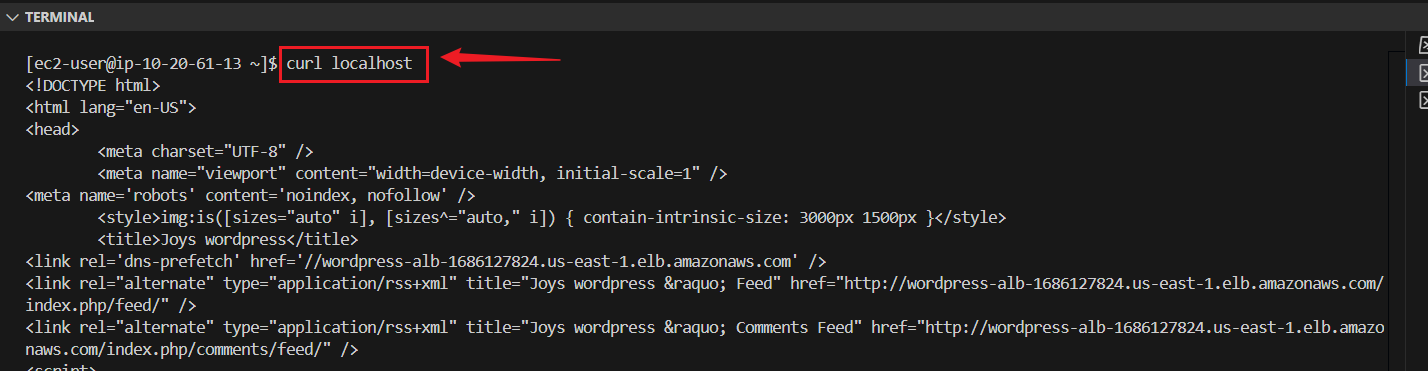 TERMINAL
[ec2-user@ip-10-20-61-13 ~]$ curl localhost
<!DOCTYPE html>
<html lang="en-US">
<head>
        <meta charset="UTF-8" />
        <meta name="viewport" content="width=device-width, initial-scale=1" />
<meta name='robots' content='noindex, nofollow' />
        <style>img:is([sizes="auto" i], [sizes^="auto," i]) { contain-intrinsic-size: 3000px 1500px }</style>
        <title>Joys wordpress</title>
<link rel='dns-prefetch' href='//wordpress-alb-1686127824.us-east-1.elb.amazonaws.com' />
<link rel="alternate" type="application/rss+xml" title="Joys wordpress &raquo; Feed" href="http://wordpress-alb-1686127824.us-east-1.elb.amazonaws.com/
index.php/feed/" />
<link rel="alternate" type="application/rss+xml" title="Joys wordpress &raquo; Comments Feed" href="http://wordpress-alb-1686127824.us-east-1.elb.amazo
naws.com/index.php/comments/feed/" />
<script>